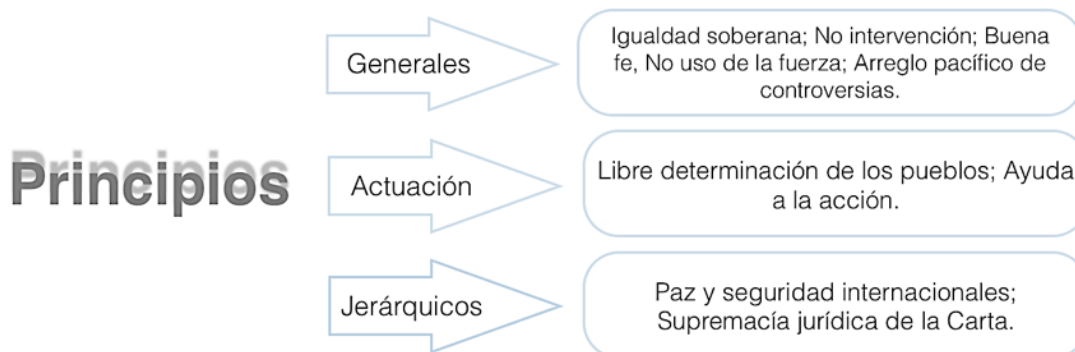 Principios
Generales
Igualdad soberana; No intervención; Buena
fe, No uso de la fuerza; Arreglo pacífico de
controversias.
Actuación
Libre determinación de los pueblos; Ayuda
a la acción.
Jerárquicos
Paz y seguridad internacionales;
Supremacía jurídica de la Carta.